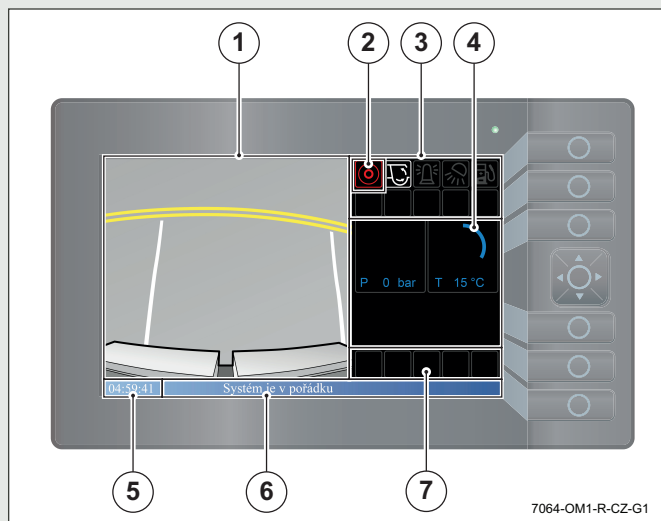 1 2 3 4
P 0 bar T 15 °C
04:59:41 Systém je v pořádku
5 6 7
7064-OM1-R-CZ-G1